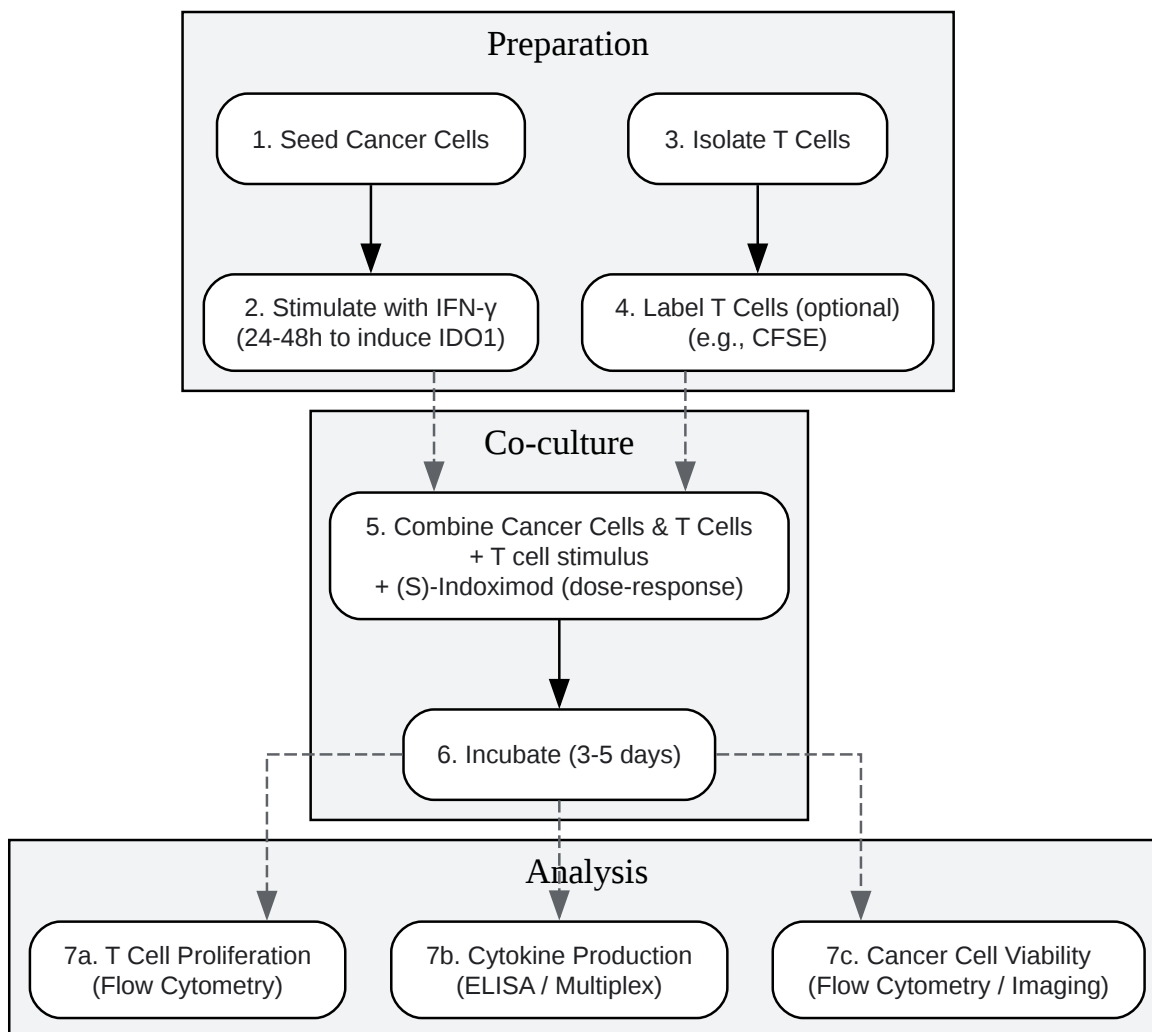 Preparation
1. Seed Cancer Cells
3. Isolate T Cells
2. Stimulate with IFN-γ
(24-48h to induce IDO1)
4. Label T Cells (optional)
(e.g., CFSE)
Co-culture
5. Combine Cancer Cells & T Cells
+ T cell stimulus
+ (S)-Indoximod (dose-response)
6. Incubate (3-5 days)
Analysis
7a. T Cell Proliferation
(Flow Cytometry)
7b. Cytokine Production
(ELISA / Multiplex)
7c. Cancer Cell Viability
(Flow Cytometry / Imaging)